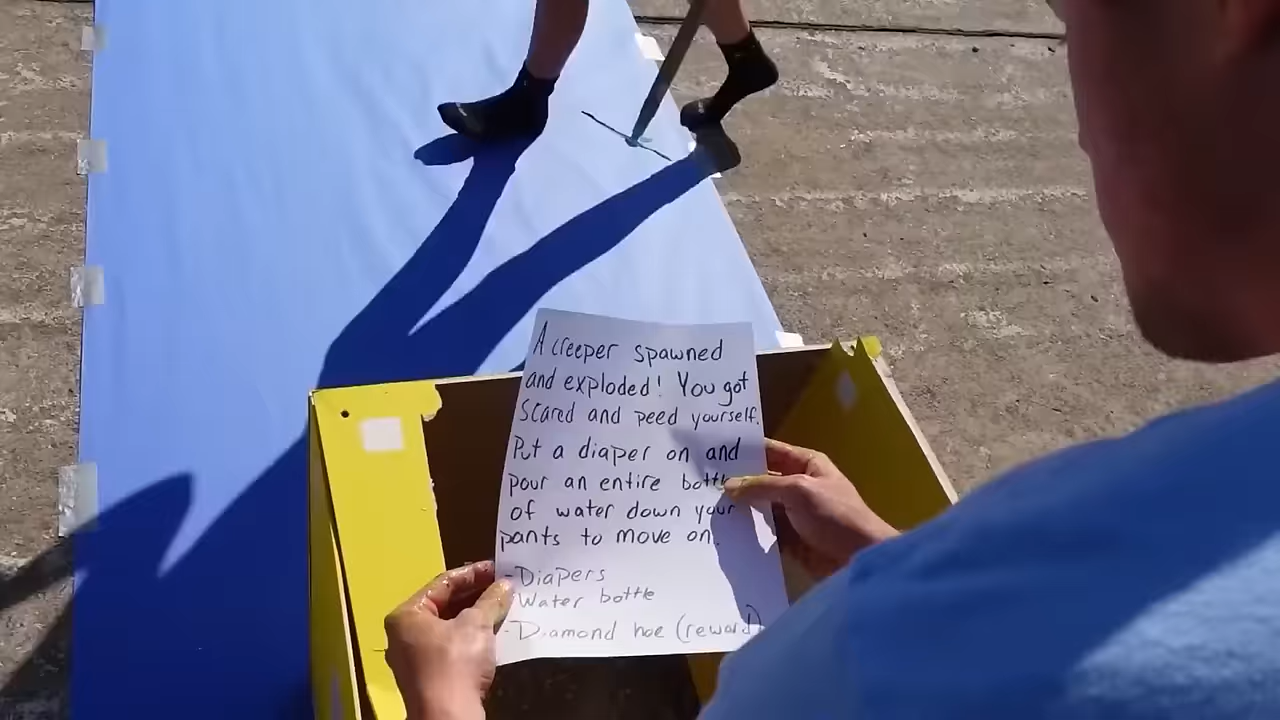 A creeper spawned
and exploded! You got
scared and peed yourself.
Put a diaper on and
pour an entire bottle
of water down your
pants to move on.
-Diapers
-Water bottle
-Diamond hoe (reward)